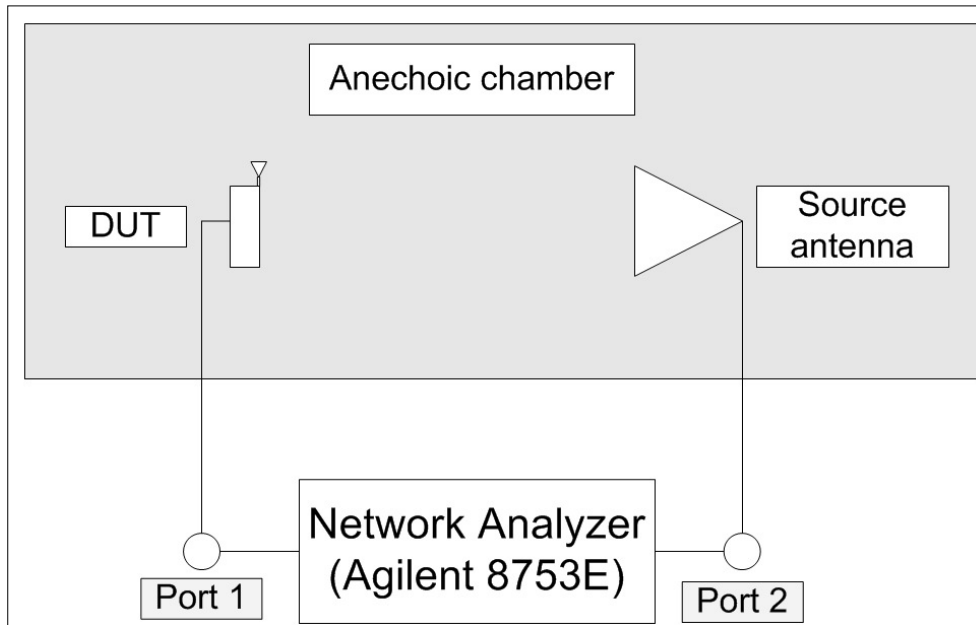 Anechoic chamber
DUT
Source
antenna
Network Analyzer
(Agilent 8753E)
Port 1
Port 2